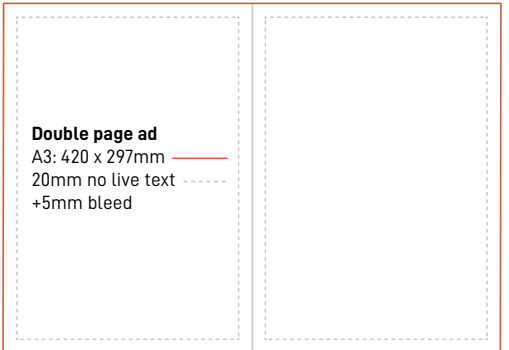 Double page ad
A3: 420 x 297mm
20mm no live text
+5mm bleed